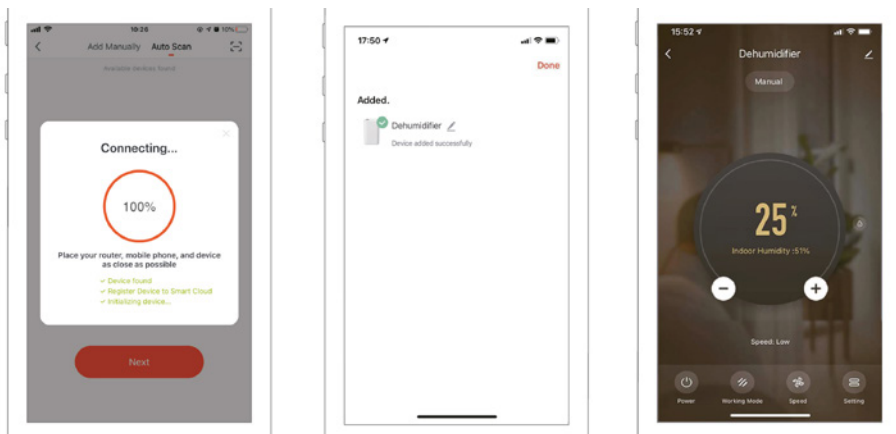 10:26
10%
Add Manually Auto Scan
Available devices found
Connecting...
100%
Place your router, mobile phone, and device
as close as possible
✓ Device found
✓ Register Device to Smart Cloud
✓ Initializing device...
Next
17:50
Done
Added.
Dehumidifier
Device added successfully
15:52
Dehumidifier
Manual
25%
Indoor Humidity :51%
Speed: Low
Power Working Mode Speed Setting